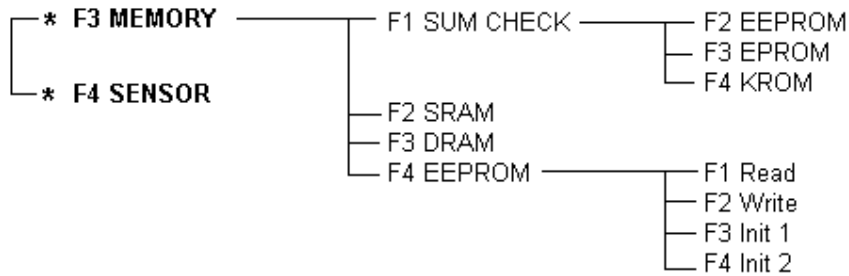 * F3 MEMORY F1 SUM CHECK F2 EEPROM
F3 EPROM
F4 KROM
* F4 SENSOR
F2 SRAM
F3 DRAM
F4 EEPROM F1 Read
F2 Write
F3 Init 1
F4 Init 2